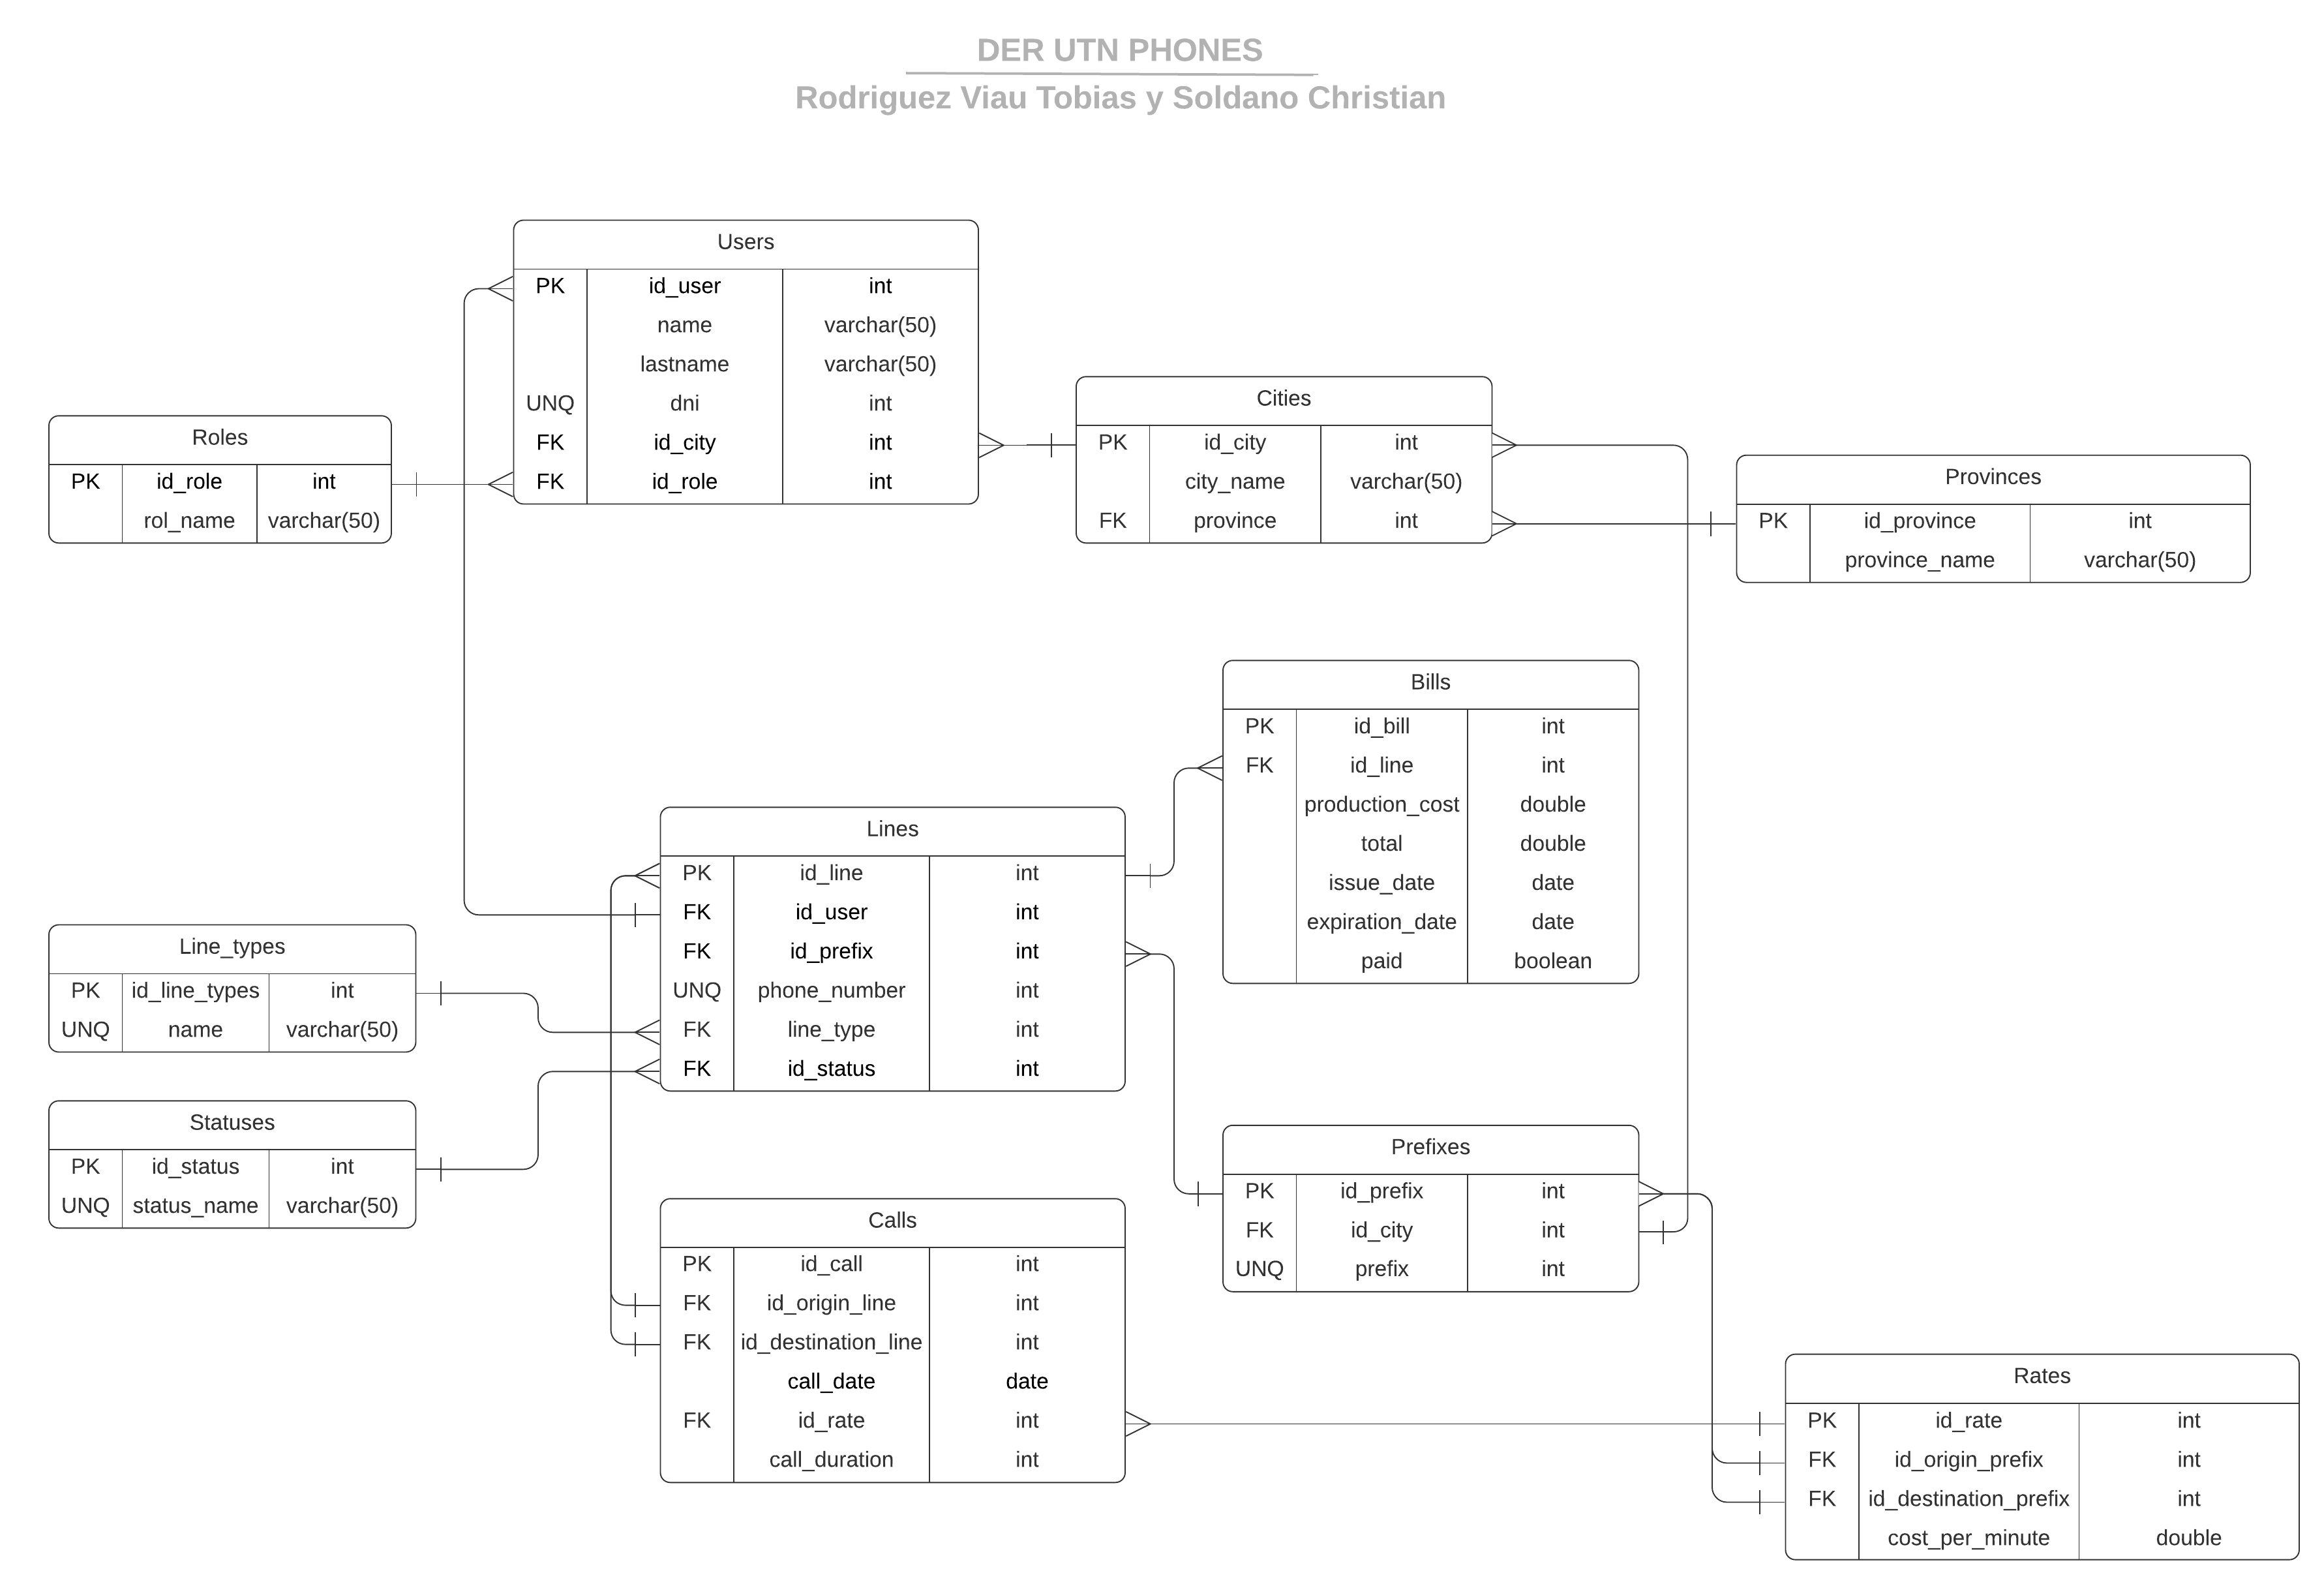 DER UTN PHONES
Rodriguez Viau Tobias y Soldano Christian
Users
PK id_user int
name varchar(50)
lastname varchar(50)
UNQ dni int
FK id_city int
FK id_role int
Cities
PK id_city int
city_name varchar(50)
FK province int
Roles
PK id_role int
rol_name varchar(50)
Provinces
PK id_province int
province_name varchar(50)
Bills
PK id_bill int
FK id_line int
production_cost double
total double
issue_date date
expiration_date date
paid boolean
Lines
PK id_line int
FK id_user int
FK id_prefix int
UNQ phone_number int
FK line_type int
FK id_status int
Line_types
PK id_line_types int
UNQ name varchar(50)
Statuses
PK id_status int
UNQ status_name varchar(50)
Prefixes
PK id_prefix int
FK id_city int
UNQ prefix int
Calls
PK id_call int
FK id_origin_line int
FK id_destination_line int
call_date date
FK id_rate int
call_duration int
Rates
PK id_rate int
FK id_origin_prefix int
FK id_destination_prefix int
cost_per_minute double